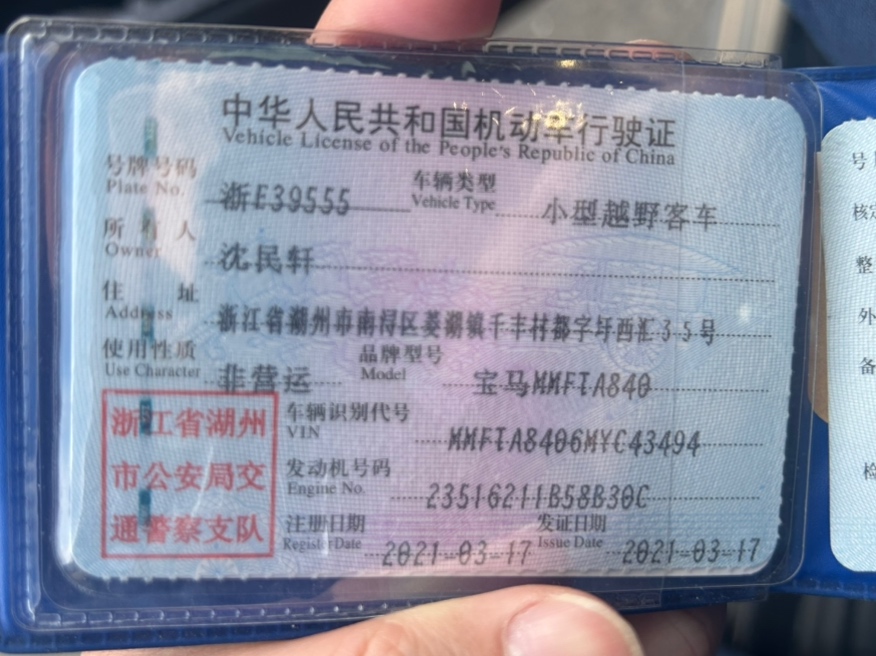 中华人民共和国机动车行驶证
Vehicle License of the People's Republic of China
号牌号码 浙E39555 车辆类型 小型越野客车
Plate No. Vehicle Type
所有人 沈民轩
Owner
住址 浙江省湖州市南浔区菱湖镇千丰村都字圩西汇35号
Address
使用性质 非营运 品牌型号 宝马MMFTA840
Use Character Model
浙江省湖州
市公安局交
通警察支队
车辆识别代号 MMFTA8406MYC43494
VIN
发动机号码 23516211B58B30C
Engine No.
注册日期 2021-03-17 发证日期 2021-03-17
Register Date Issue Date
号
核定
整
外
备
检